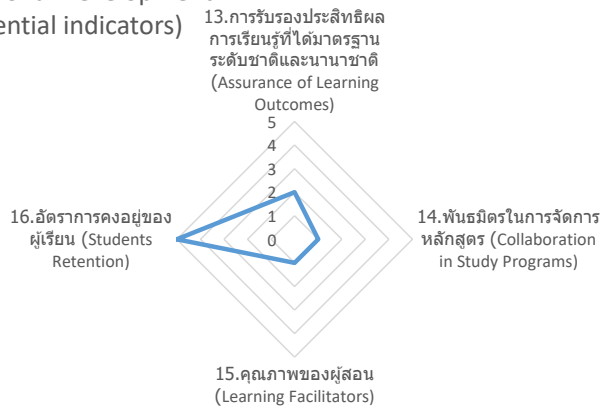 ential indicators)
13.การรับรองประสิทธิผล
การเรียนรู้ที่ได้มาตรฐาน
ระดับชาติและนานาชาติ
(Assurance of Learning
Outcomes)
5
4
3
2
1
0
16.อัตราการคงอยู่ของ
ผู้เรียน (Students
Retention)
14.พันธมิตรในการจัดการ
หลักสูตร (Collaboration
in Study Programs)
15.คุณภาพของผู้สอน
(Learning Facilitators)